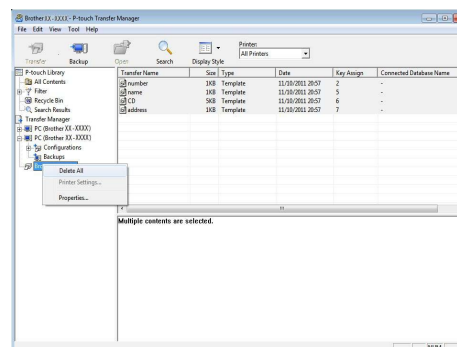 Brother XX-XXXX - P-touch Transfer Manager
File Edit View Tool Help
Transfer Backup Open Search Display Style
Printer:
All Printers
P-touch Library
All Contents
Filter
Recycle Bin
Search Results
Transfer Manager
PC (Brother XX-XXXX)
PC (Brother XX-XXXX)
Configurations
Backups
Delete All
Printer Settings...
Properties...
Transfer Name Size Type Date Key Assign Connected Database Name
number 1KB Template 11/10/2011 20:57 2 -
name 1KB Template 11/10/2011 20:57 5 -
CD 5KB Template 11/10/2011 20:57 6 -
address 1KB Template 11/10/2011 20:57 7 -
Multiple contents are selected.